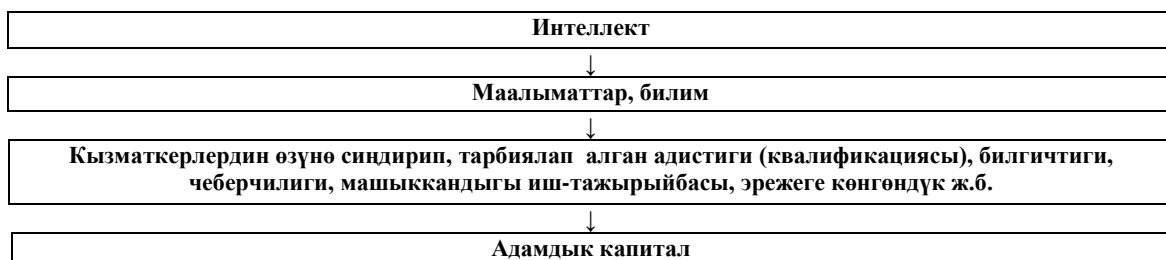 Интеллект
↓
Маалыматтар, билим
↓
Кызматкерлердин өзүнө сиңдирип, тарбиялап алган адистиги (квалификациясы), билгичтиги,
чеберчилиги, машыккандыгы иш-тажырыйбасы, эрежеге көнгөндүк ж.б.
↓
Адамдык капитал